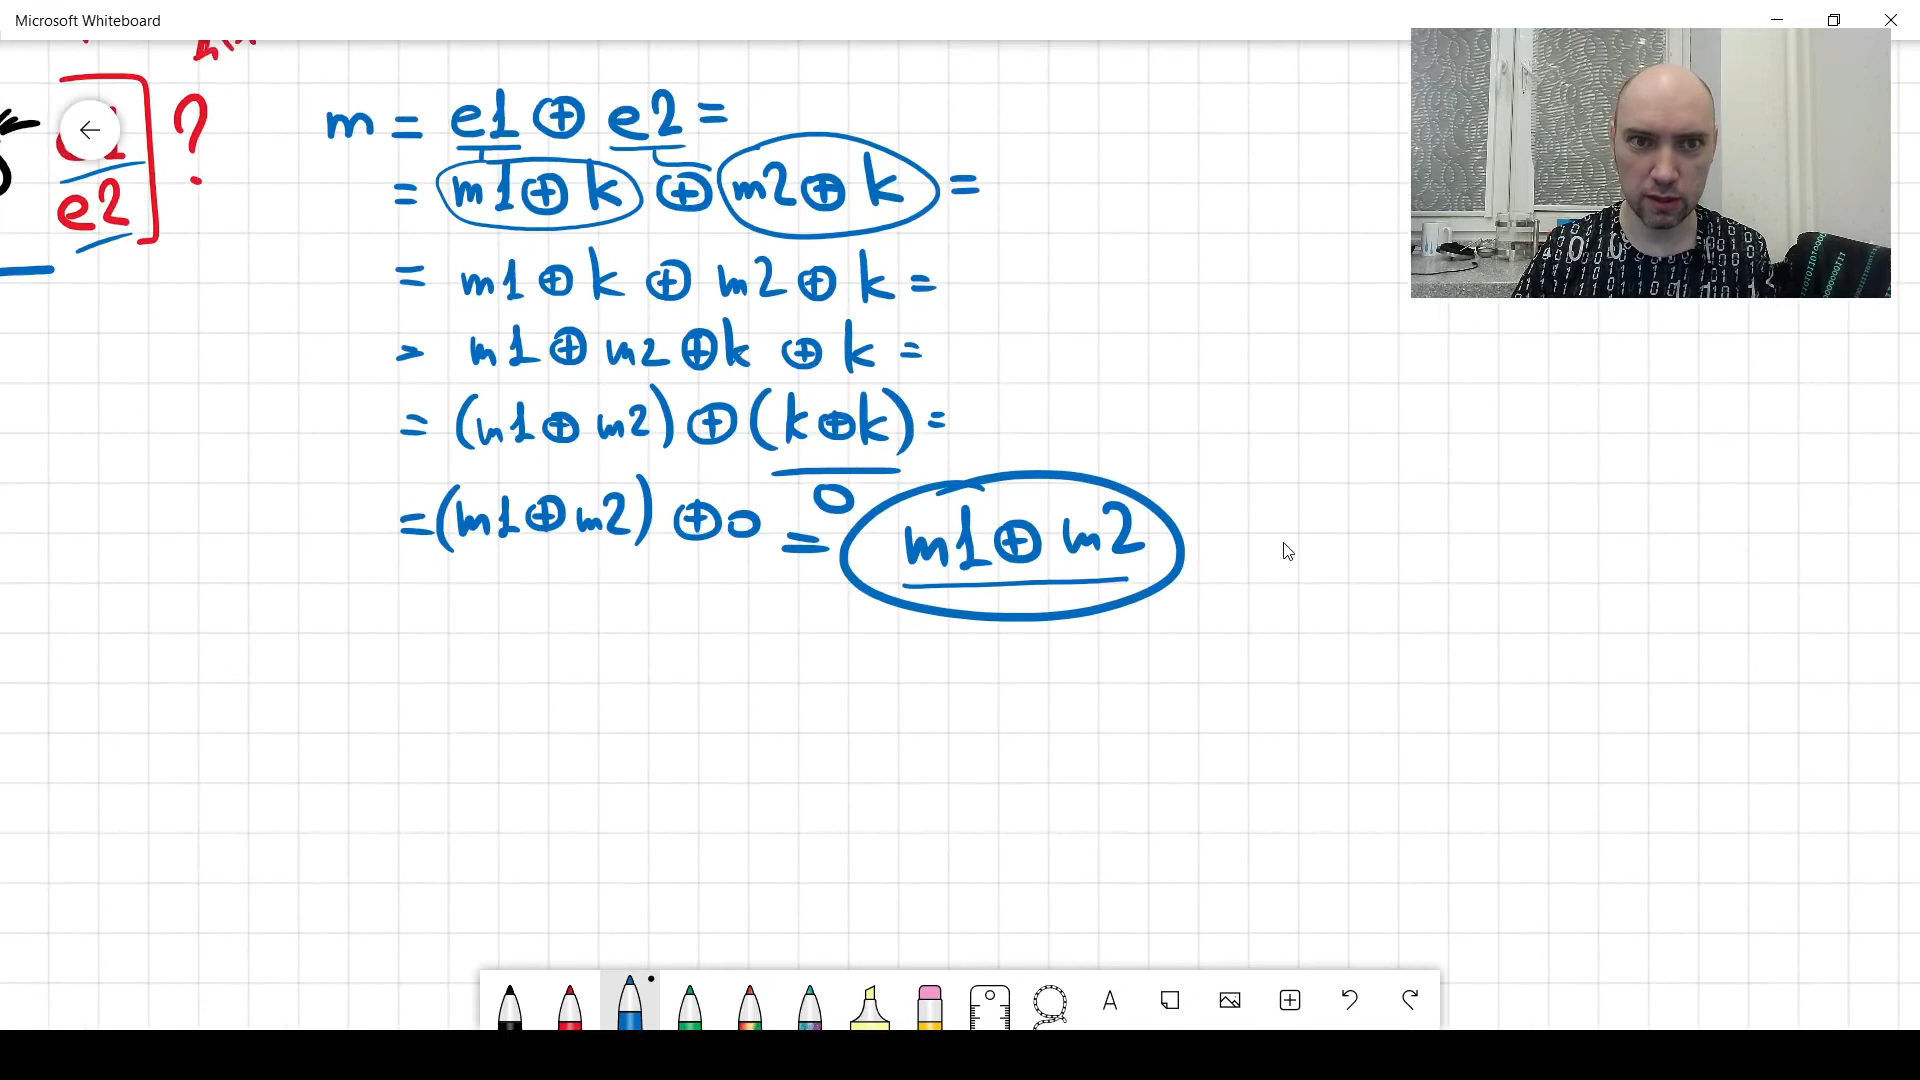 Microsoft Whiteboard
?
e2
m = e1 ⊕ e2 =
= m1 ⊕ k ⊕ m2 ⊕ k =
= m1 ⊕ k ⊕ m2 ⊕ k =
= m1 ⊕ m2 ⊕ k ⊕ k =
= (m1 ⊕ m2) ⊕ (k ⊕ k) =
0
= (m1 ⊕ m2) ⊕ 0 = m1 ⊕ m2